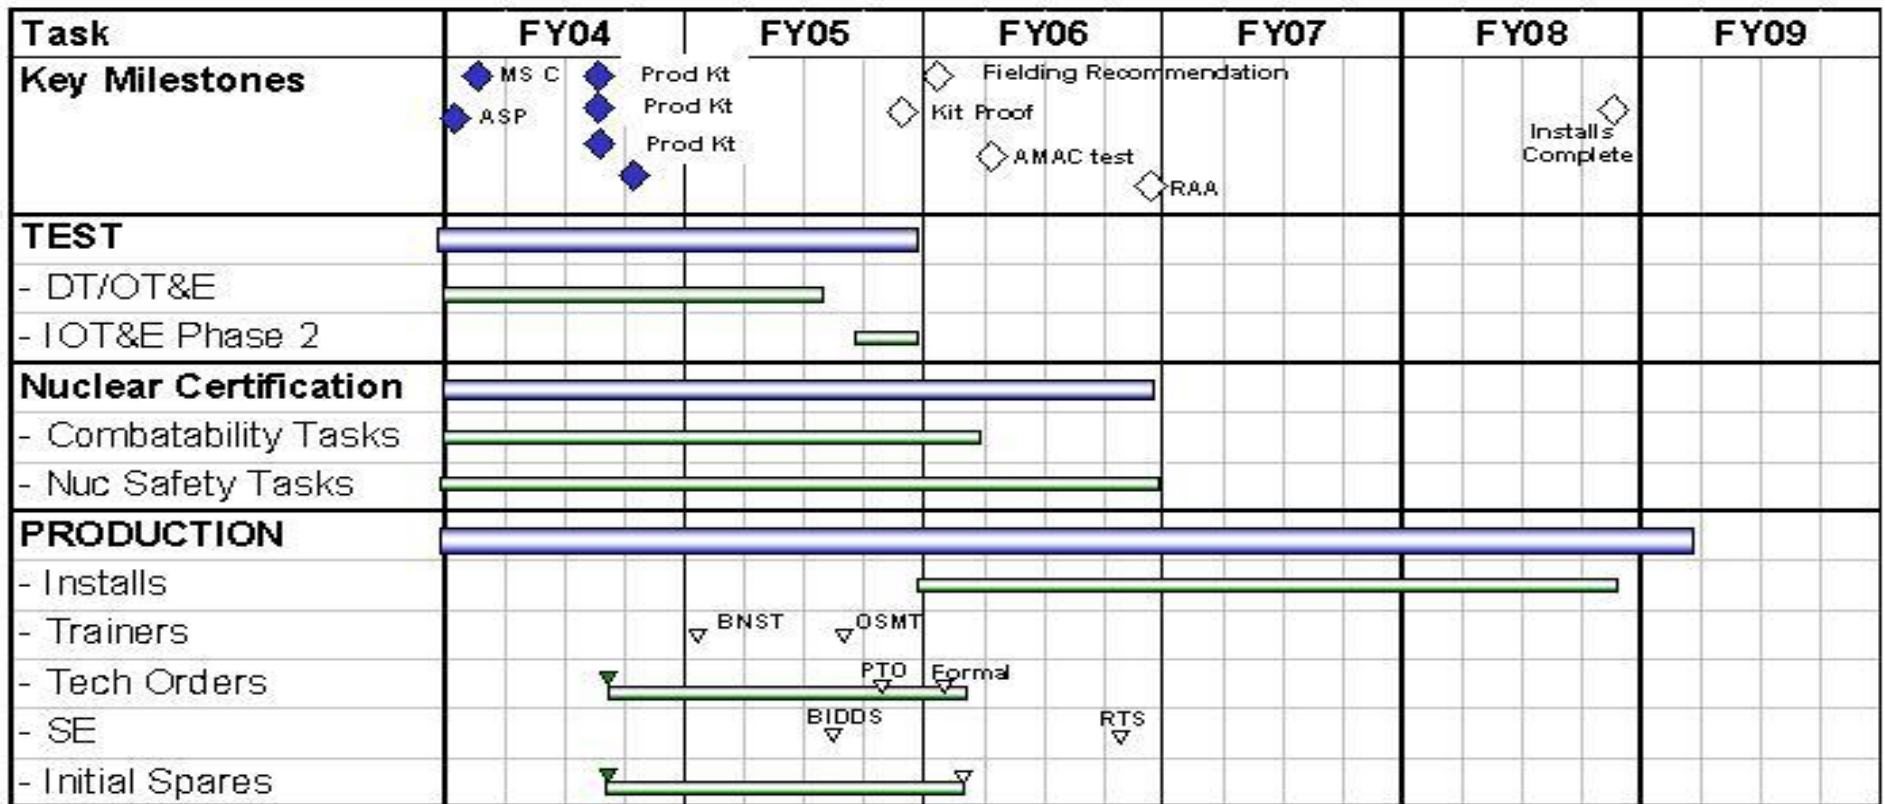 Task FY04 FY05 FY06 FY07 FY08 FY09
Key Milestones
MS C Prod Kt Fielding Recommendation
ASP Prod Kt Kit Proof
Installs
Prod Kt AMAC test Complete
RAA
TEST
- DT/OT&E
- IOT&E Phase 2
Nuclear Certification
- Combatability Tasks
- Nuc Safety Tasks
PRODUCTION
- Installs
- Trainers BNST OSMT
- Tech Orders PTO Formal
- SE BIDDS RTS
- Initial Spares